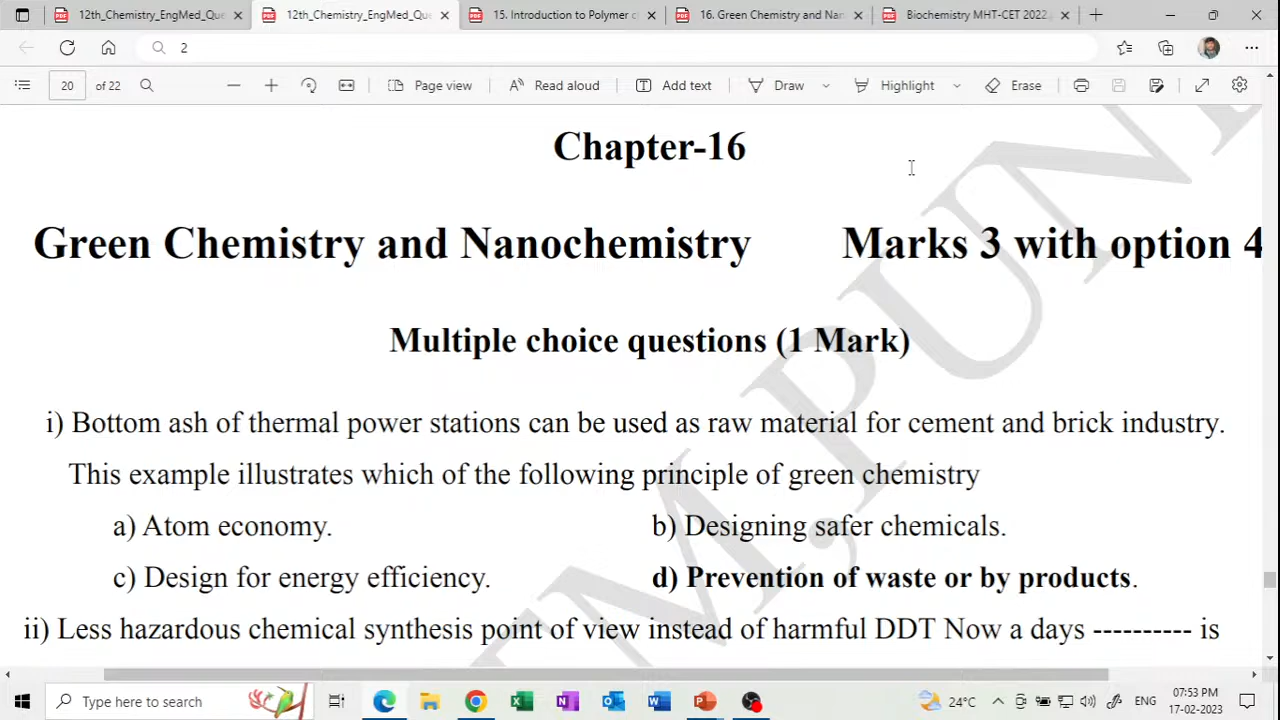 12th_Chemistry_EngMed_Que
12th_Chemistry_EngMed_Qu
15. Introduction to Polymer c
16. Green Chemistry and Nan
Biochemistry MHT-CET 2022
2
20 of 22
Page view
Read aloud
Add text
Draw
Highlight
Erase
Chapter-16
Green Chemistry and Nanochemistry Marks 3 with option 4
Multiple choice questions (1 Mark)
i) Bottom ash of thermal power stations can be used as raw material for cement and brick industry.
This example illustrates which of the following principle of green chemistry
a) Atom economy. b) Designing safer chemicals.
c) Design for energy efficiency. d) Prevention of waste or by products.
ii) Less hazardous chemical synthesis point of view instead of harmful DDT Now a days ---------- is
Type here to search
24°C
ENG
07:53 PM
17-02-2023